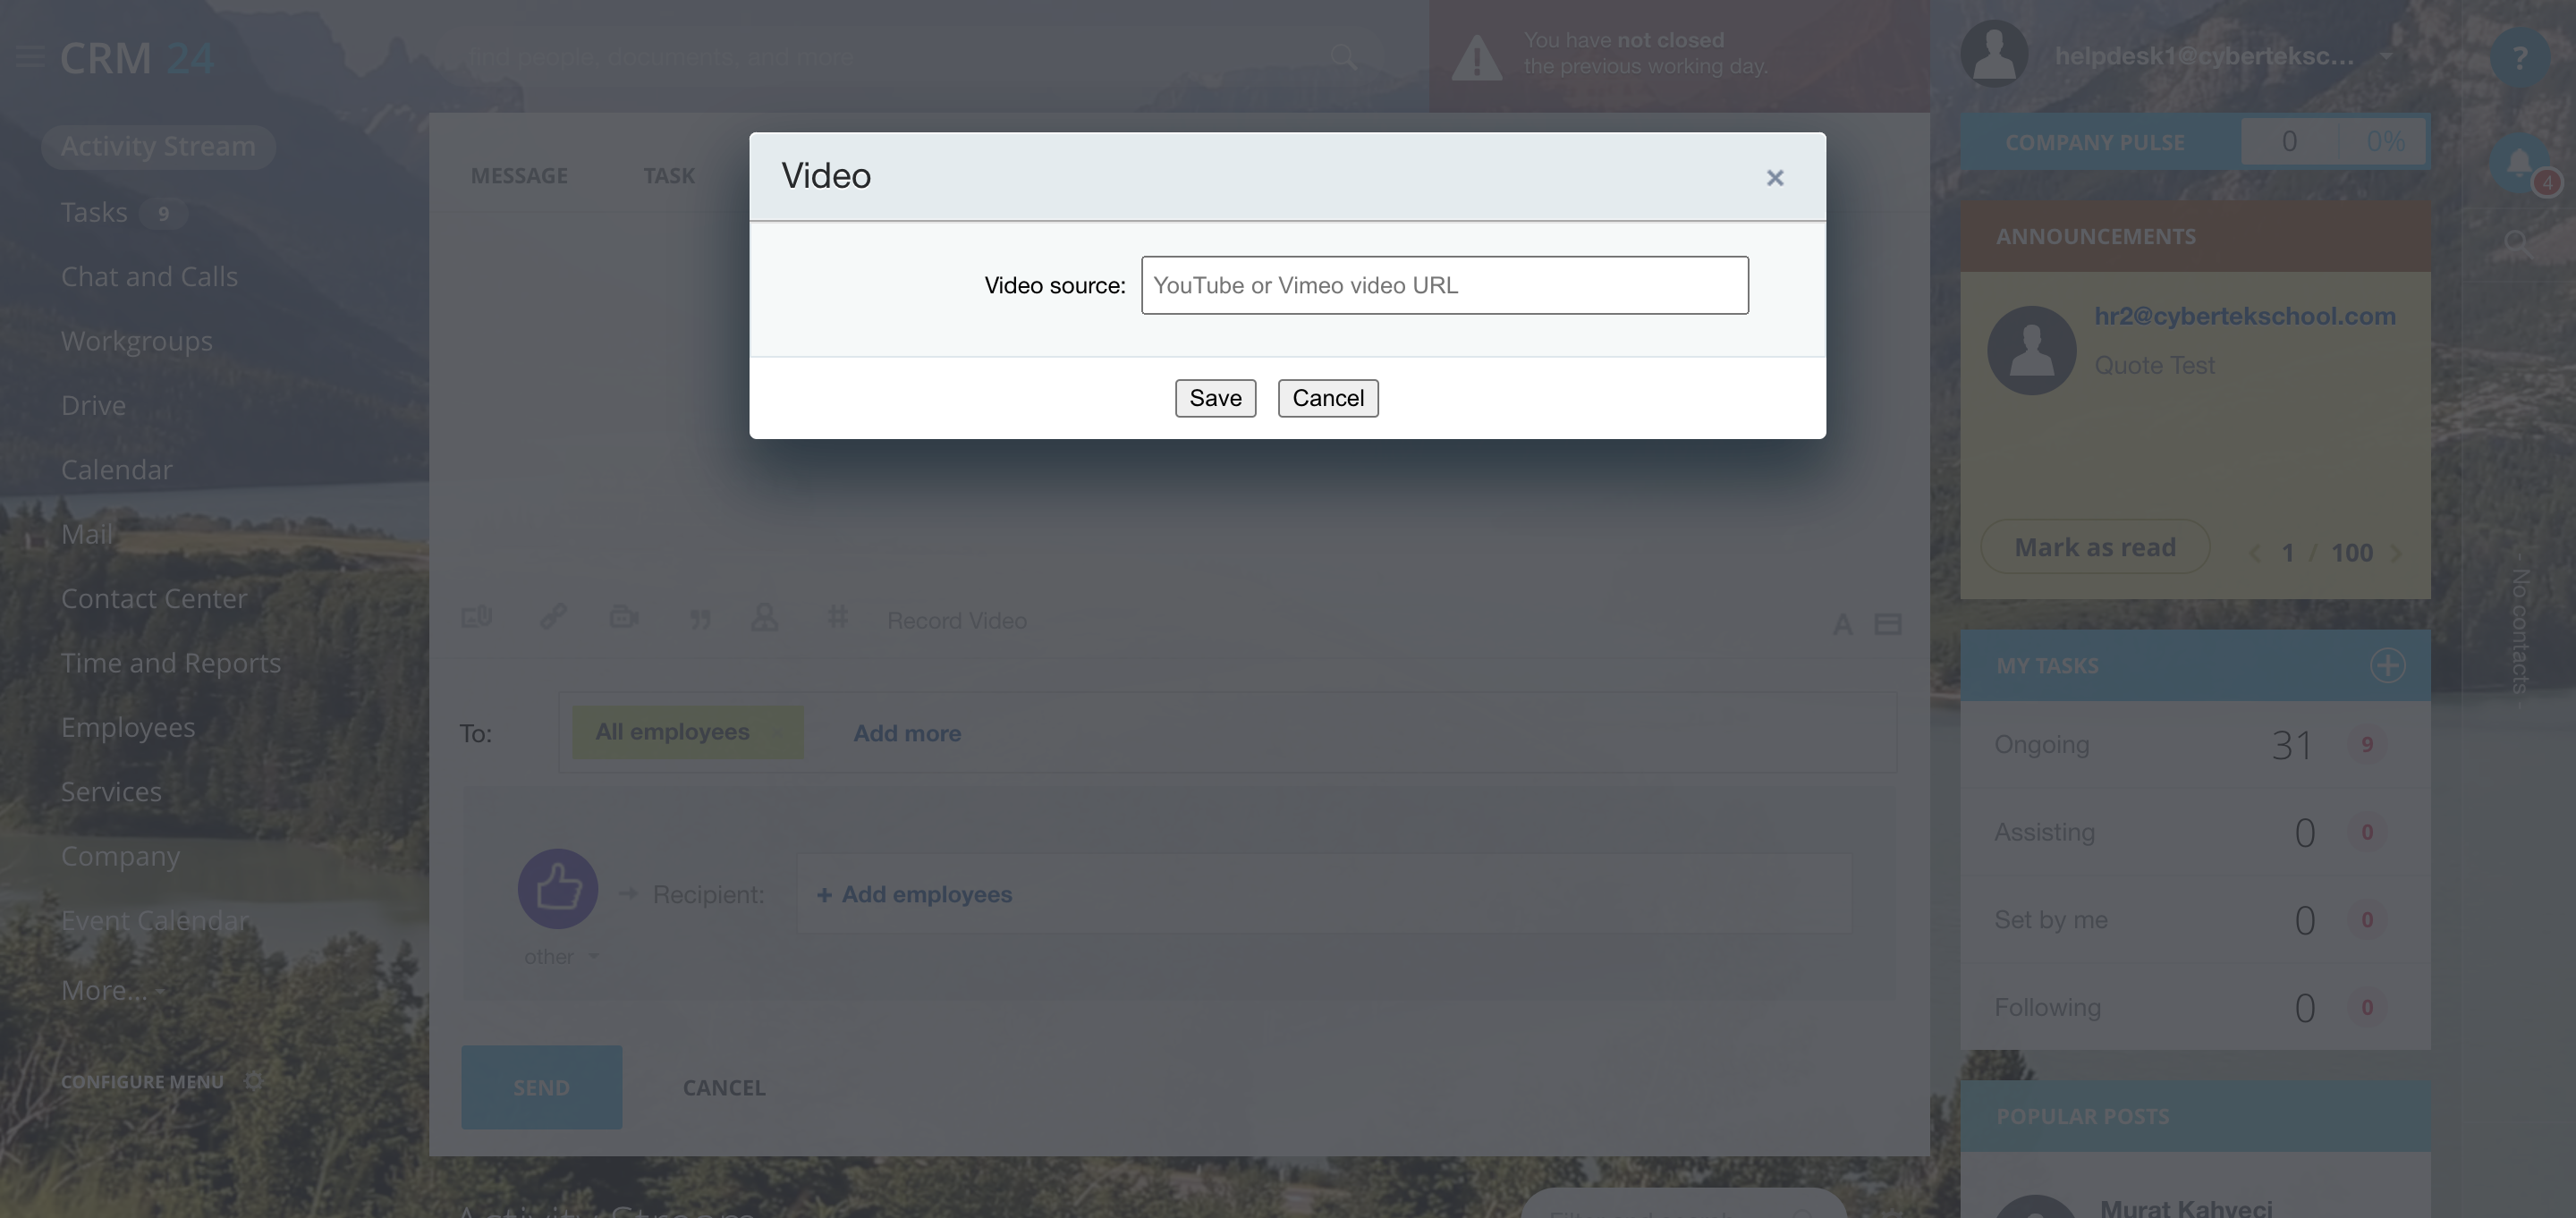 CRM 24
find people, documents, and more
You have not closed
the previous working day.
helpdesk1@cyberteksc...
?
Activity Stream
Tasks 9
Chat and Calls
Workgroups
Drive
Calendar
Mail
Contact Center
Time and Reports
Employees
Services
Company
Event Calendar
More...
CONFIGURE MENU
MESSAGE TASK
Video
×
Video source: YouTube or Vimeo video URL
Save Cancel
Record Video
A
To: All employees Add more
Recipient: + Add employees
other
SEND CANCEL
Activity Stream
COMPANY PULSE 0 0%
4
ANNOUNCEMENTS
hr2@cybertekschool.com
Quote Test
Mark as read
1 / 100
MY TASKS
Ongoing 31 9
Assisting 0 0
Set by me 0 0
Following 0 0
POPULAR POSTS
Murat Kahveci
- No contacts -